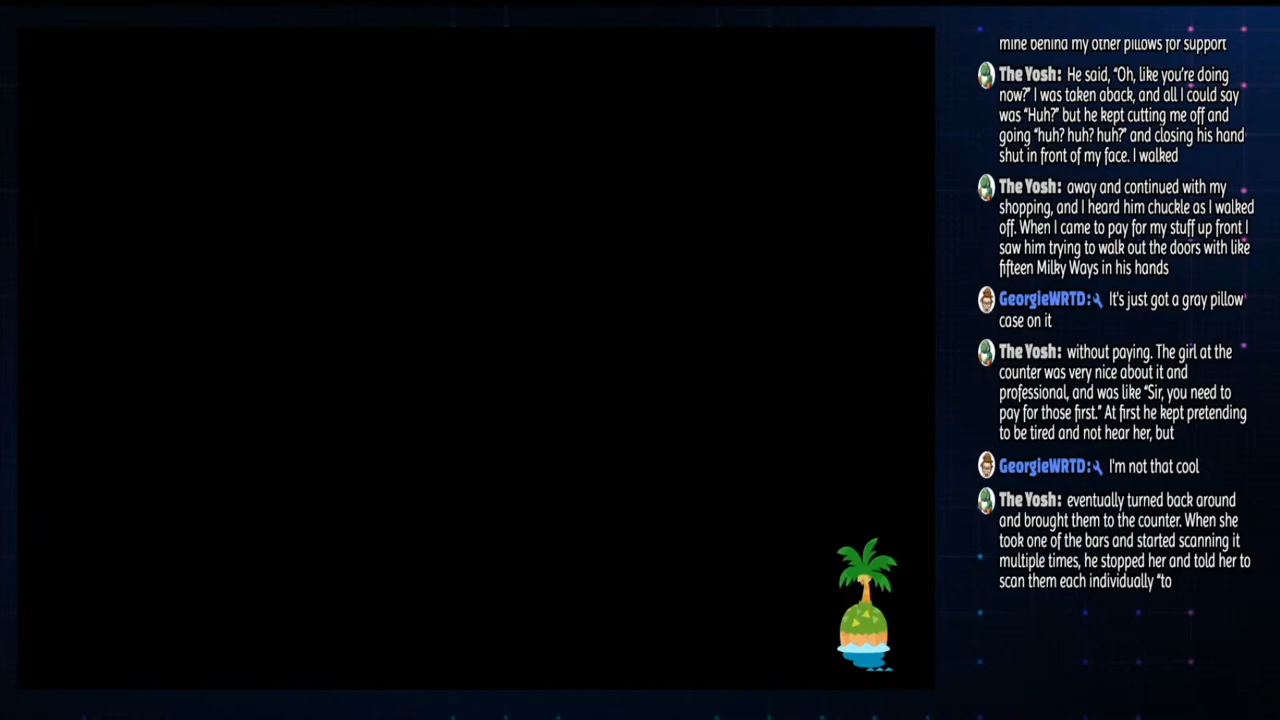 mine behind my other pillows for support
The Yosh: He said, “Oh, like you’re doing
now?” I was taken aback, and all I could say
was “Huh?” but he kept cutting me off and
going “huh? huh? huh?” and closing his hand
shut in front of my face. I walked
The Yosh: away and continued with my
shopping, and I heard him chuckle as I walked
off. When I came to pay for my stuff up front I
saw him trying to walk out the doors with like
fifteen Milky Ways in his hands
GeorgieWRTD: It's just got a gray pillow
case on it
The Yosh: without paying. The girl at the
counter was very nice about it and
professional, and was like “Sir, you need to
pay for those first.” At first he kept pretending
to be tired and not hear her, but
GeorgieWRTD: I'm not that cool
The Yosh: eventually turned back around
and brought them to the counter. When she
took one of the bars and started scanning it
multiple times, he stopped her and told her to
scan them each individually “to